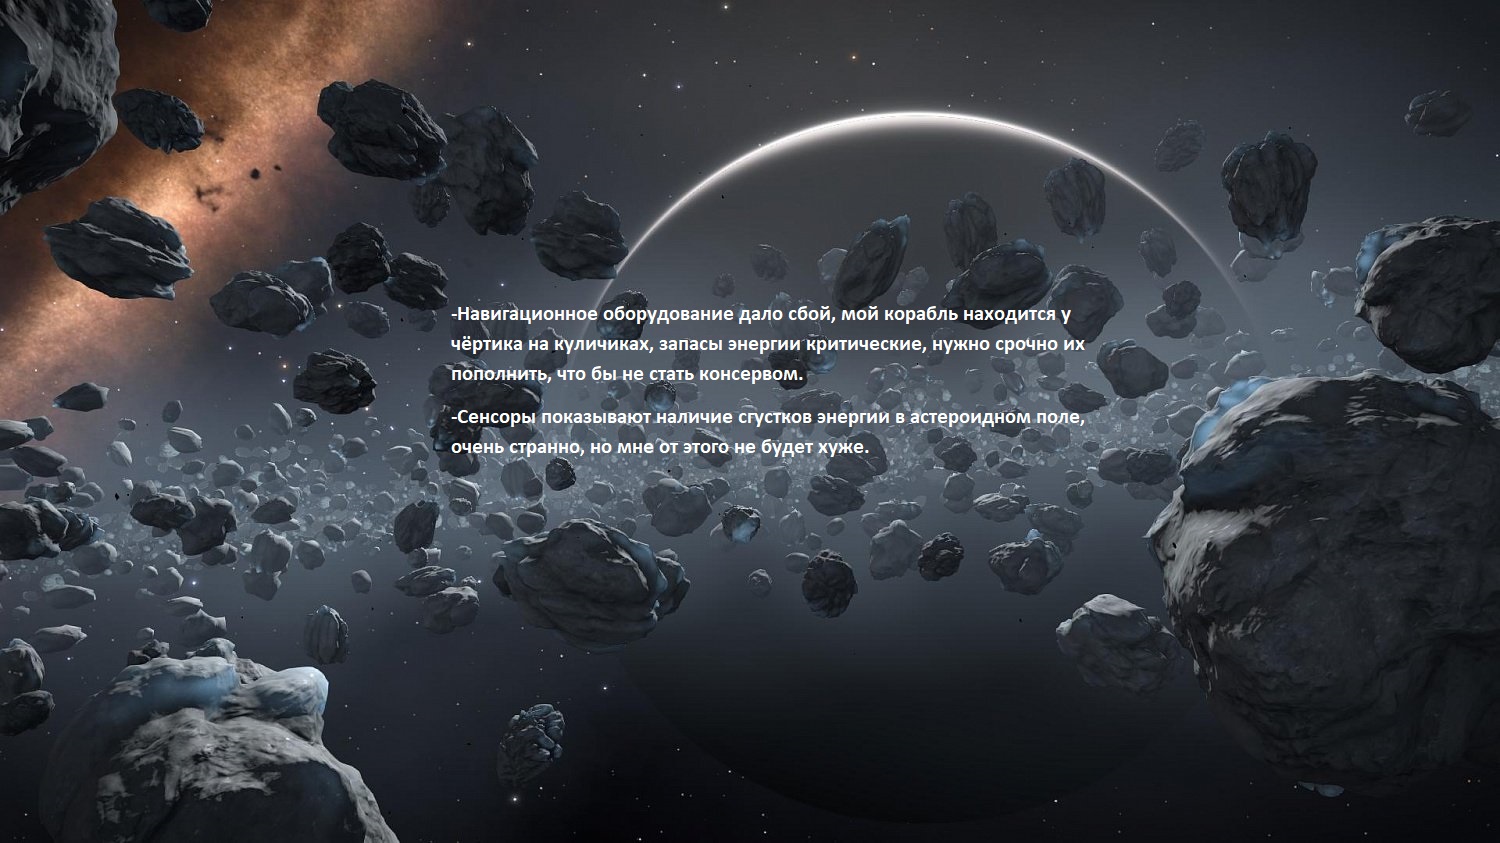 -Навигационное оборудование дало сбой, мой корабль находится у
чёртика на куличиках, запасы энергии критические, нужно срочно их
пополнить, что бы не стать консервом.
-Сенсоры показывают наличие сгустков энергии в астероидном поле,
очень странно, но мне от этого не будет хуже.